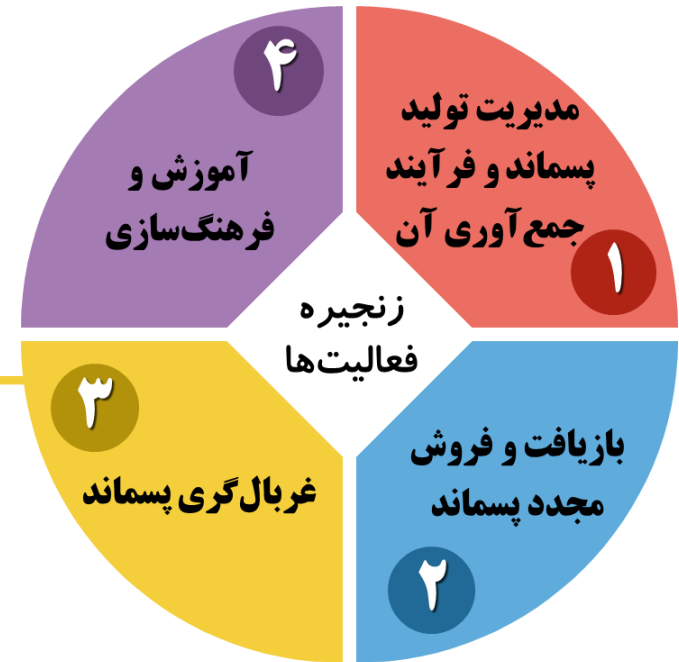 زنجیره
فعالیت‌ها
۱
مدیریت تولید
پسماند و فرآیند
جمع‌آوری آن
۲
بازیافت و فروش
مجدد پسماند
۳
غربال‌گری پسماند
۴
آموزش و
فرهنگ‌سازی